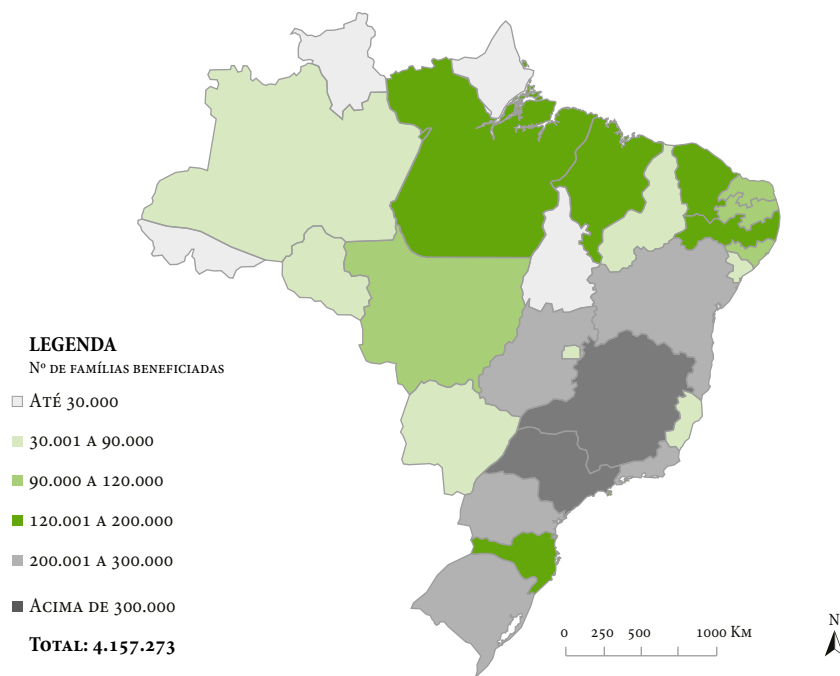 LEGENDA
Nº DE FAMÍLIAS BENEFICIADAS
ATÉ 30.000
30.001 A 90.000
90.000 A 120.000
120.001 A 200.000
200.001 A 300.000
ACIMA DE 300.000
TOTAL: 4.157.273
0 250 500 1000 KM
N